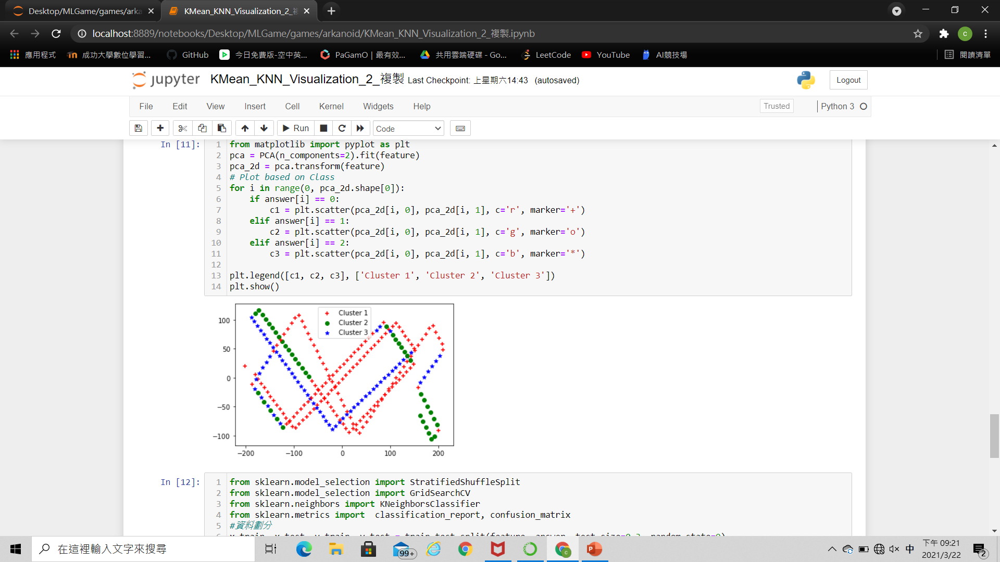 Desktop/MLGame/games/arka
KMean_KNN_Visualization_2_複
localhost:8889/notebooks/Desktop/MLGame/games/arkanoid/KMean_KNN_Visualization_2_複製.ipynb
c
應用程式
成功大學數位學習...
GitHub
今日免費版-空中英...
PaGamO | 最有效...
共用雲端硬碟 - Go...
LeetCode
YouTube
AI競技場
閱讀清單
jupyter KMean_KNN_Visualization_2_複製 Last Checkpoint: 上星期六14:43 (autosaved)
Logout
File Edit View Insert Cell Kernel Widgets Help
Trusted
Python 3
Run
Code
In [11]:
1 from matplotlib import pyplot as plt
2 pca = PCA(n_components=2).fit(feature)
3 pca_2d = pca.transform(feature)
4 # Plot based on Class
5 for i in range(0, pca_2d.shape[0]):
6     if answer[i] == 0:
7         c1 = plt.scatter(pca_2d[i, 0], pca_2d[i, 1], c='r', marker='+')
8     elif answer[i] == 1:
9         c2 = plt.scatter(pca_2d[i, 0], pca_2d[i, 1], c='g', marker='o')
10     elif answer[i] == 2:
11         c3 = plt.scatter(pca_2d[i, 0], pca_2d[i, 1], c='b', marker='*')
12
13 plt.legend([c1, c2, c3], ['Cluster 1', 'Cluster 2', 'Cluster 3'])
14 plt.show()
Cluster 1
Cluster 2
Cluster 3
100
50
0
−50
−100
−200 −100 0 100 200
In [12]:
1 from sklearn.model_selection import StratifiedShuffleSplit
2 from sklearn.model_selection import GridSearchCV
3 from sklearn.neighbors import KNeighborsClassifier
4 from sklearn.metrics import  classification_report, confusion_matrix
5 #資料劃分
在這裡輸入文字來搜尋
99+
中
下午 09:21
2021/3/22
2